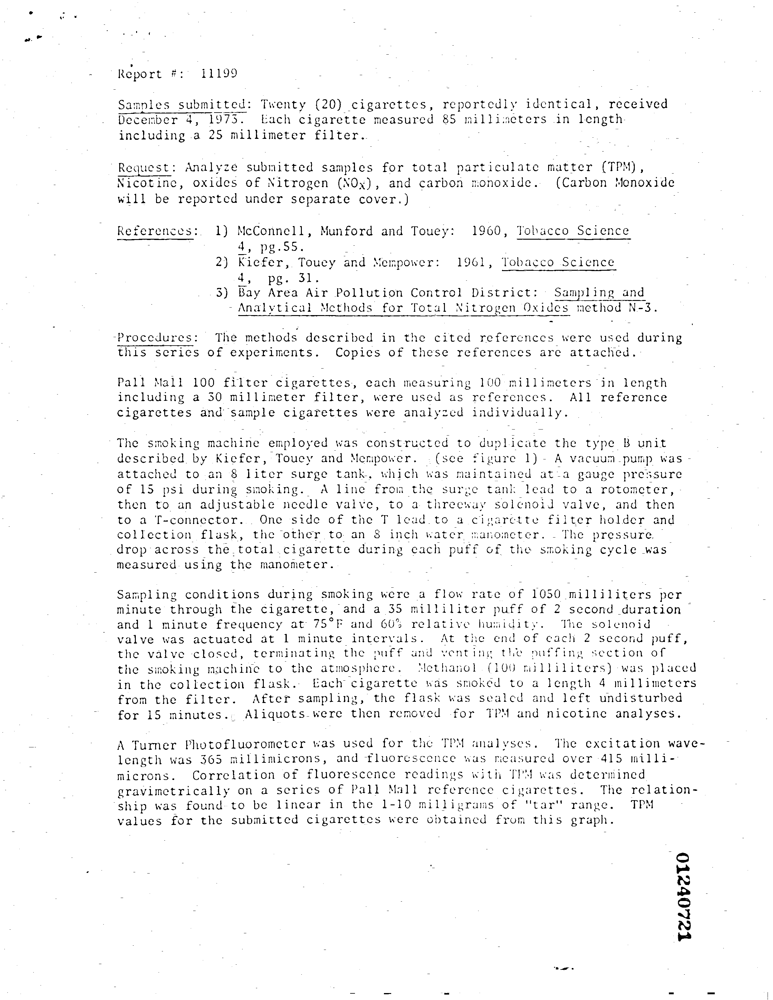 Report #: 11199
Samples submitted: Twenty (20) cigarettes, reportedly identical, received
December 4, 1973. Each cigarette measured 85 millimeters in length
including a 25 millimeter filter.
Request: Analyze submitted samples for total particulate matter (TPM),
Nicotine, oxides of Nitrogen (NOx), and carbon monoxide. (Carbon Monoxide
will be reported under separate cover.)
References: 1) McConnell, Munford and Touey: 1960, Tobacco Science
4, pg.55.
2) Kiefer, Touey and Mempower: 1961, Tobacco Science
4, pg. 31.
3) Bay Area Air Pollution Control District: Sampling and
Analytical Methods for Total Nitrogen Oxides method N-3.
Procedures: The methods described in the cited references were used during
this series of experiments. Copies of these references are attached.
Pall Mall 100 filter cigarettes, each measuring 100 millimeters in length
including a 30 millimeter filter, were used as references. All reference
cigarettes and sample cigarettes were analyzed individually.
The smoking machine employed was constructed to duplicate the type B unit
described by Kiefer, Touey and Mempower. (see figure 1) A vacuum pump was
attached to an 8 liter surge tank, which was maintained at a gauge pressure
of 15 psi during smoking. A line from the surge tank lead to a rotometer,
then to an adjustable needle valve, to a threeway solenoid valve, and then
to a T-connector. One side of the T lead to a cigarette filter holder and
collection flask, the other to an 8 inch water manometer. The pressure
drop across the total cigarette during each puff of the smoking cycle was
measured using the manometer.
Sampling conditions during smoking were a flow rate of 1050 milliliters per
minute through the cigarette, and a 35 milliliter puff of 2 second duration
and 1 minute frequency at 75°F and 60% relative humidity. The solenoid
valve was actuated at 1 minute intervals. At the end of each 2 second puff,
the valve closed, terminating the puff and venting the puffing section of
the smoking machine to the atmosphere. Methanol (100 milliliters) was placed
in the collection flask. Each cigarette was smoked to a length 4 millimeters
from the filter. After sampling, the flask was sealed and left undisturbed
for 15 minutes. Aliquots were then removed for TPM and nicotine analyses.
A Turner Photofluorometer was used for the TPM analyses. The excitation wave-
length was 365 millimicrons, and fluorescence was measured over 415 milli-
microns. Correlation of fluorescence readings with TPM was determined
gravimetrically on a series of Pall Mall reference cigarettes. The relation-
ship was found to be linear in the 1-10 milligrams of "tar" range. TPM
values for the submitted cigarettes were obtained from this graph.
01240721